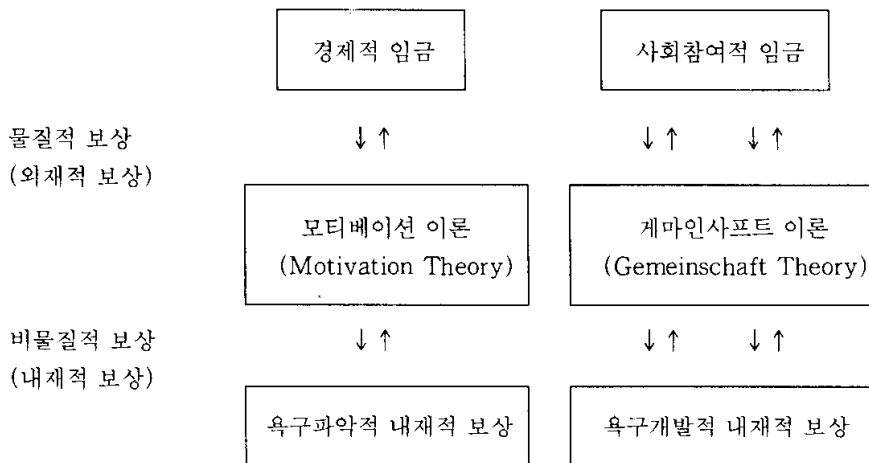 경제적 임금
사회참여적 임금
물질적 보상
↓↑
↓↑ ↓↑
(외재적 보상)
모티베이션 이론
(Motivation Theory)
게마인사프트 이론
(Gemeinschaft Theory)
비물질적 보상
↓↑
↓↑ ↓↑
(내재적 보상)
욕구파악적 내재적 보상
욕구개발적 내재적 보상